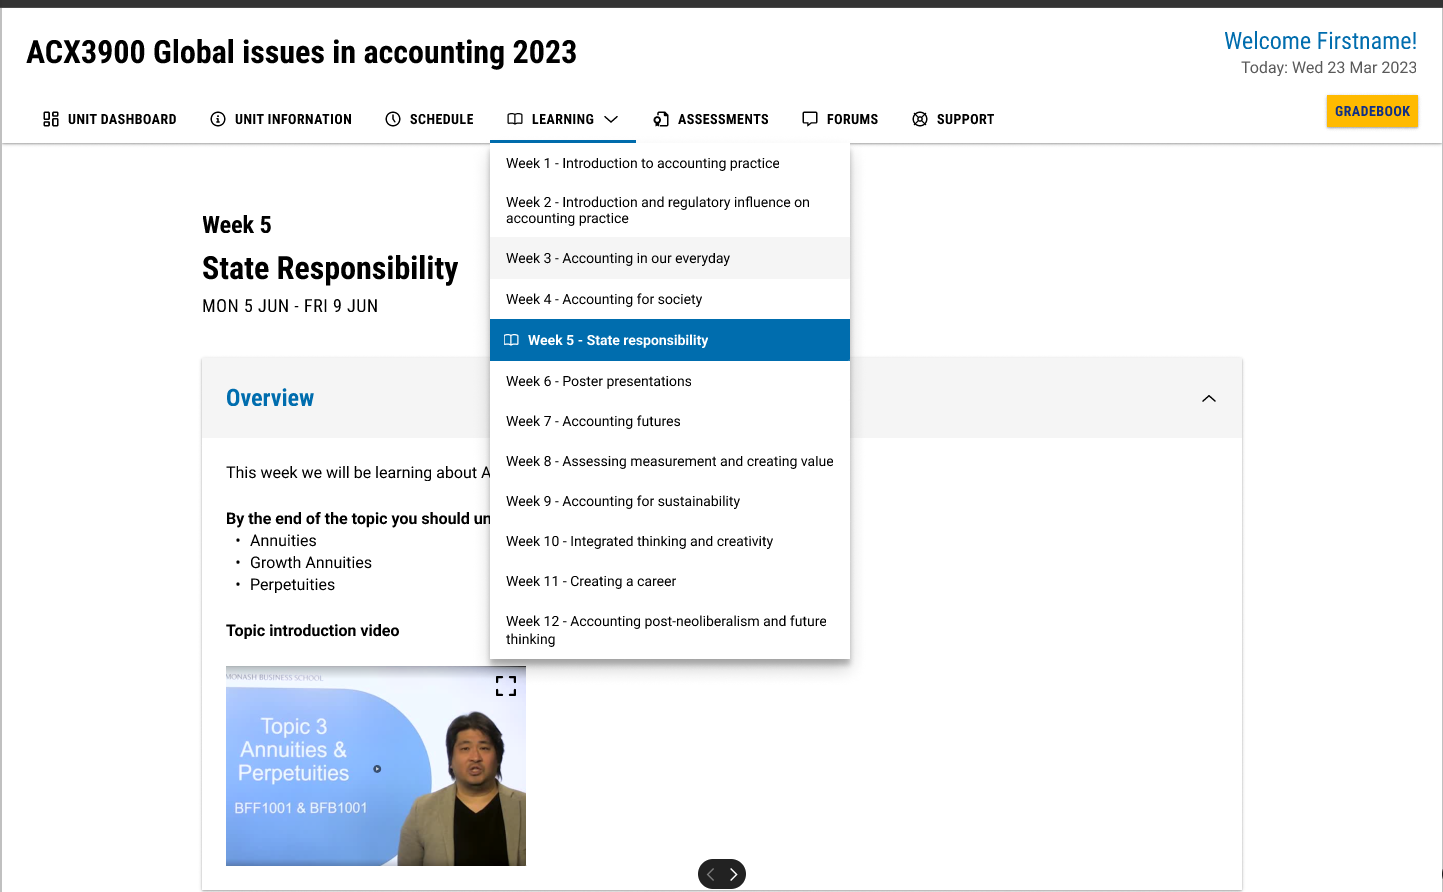 ACX3900 Global issues in accounting 2023
Welcome Firstname!
Today: Wed 23 Mar 2023
UNIT DASHBOARD
UNIT INFORNATION
SCHEDULE
LEARNING
ASSESSMENTS
FORUMS
SUPPORT
GRADEBOOK
Week 1 - Introduction to accounting practice
Week 2 - Introduction and regulatory influence on
accounting practice
Week 3 - Accounting in our everyday
Week 4 - Accounting for society
Week 5 - State responsibility
Week 6 - Poster presentations
Week 7 - Accounting futures
Week 8 - Assessing measurement and creating value
Week 9 - Accounting for sustainability
Week 10 - Integrated thinking and creativity
Week 11 - Creating a career
Week 12 - Accounting post-neoliberalism and future
thinking
Week 5
State Responsibility
MON 5 JUN - FRI 9 JUN
Overview
This week we will be learning about A
By the end of the topic you should un
• Annuities
• Growth Annuities
• Perpetuities
Topic introduction video
MONASH BUSINESS SCHOOL
Topic 3
Annuities &
Perpetuities
BFF1001 & BFB1001